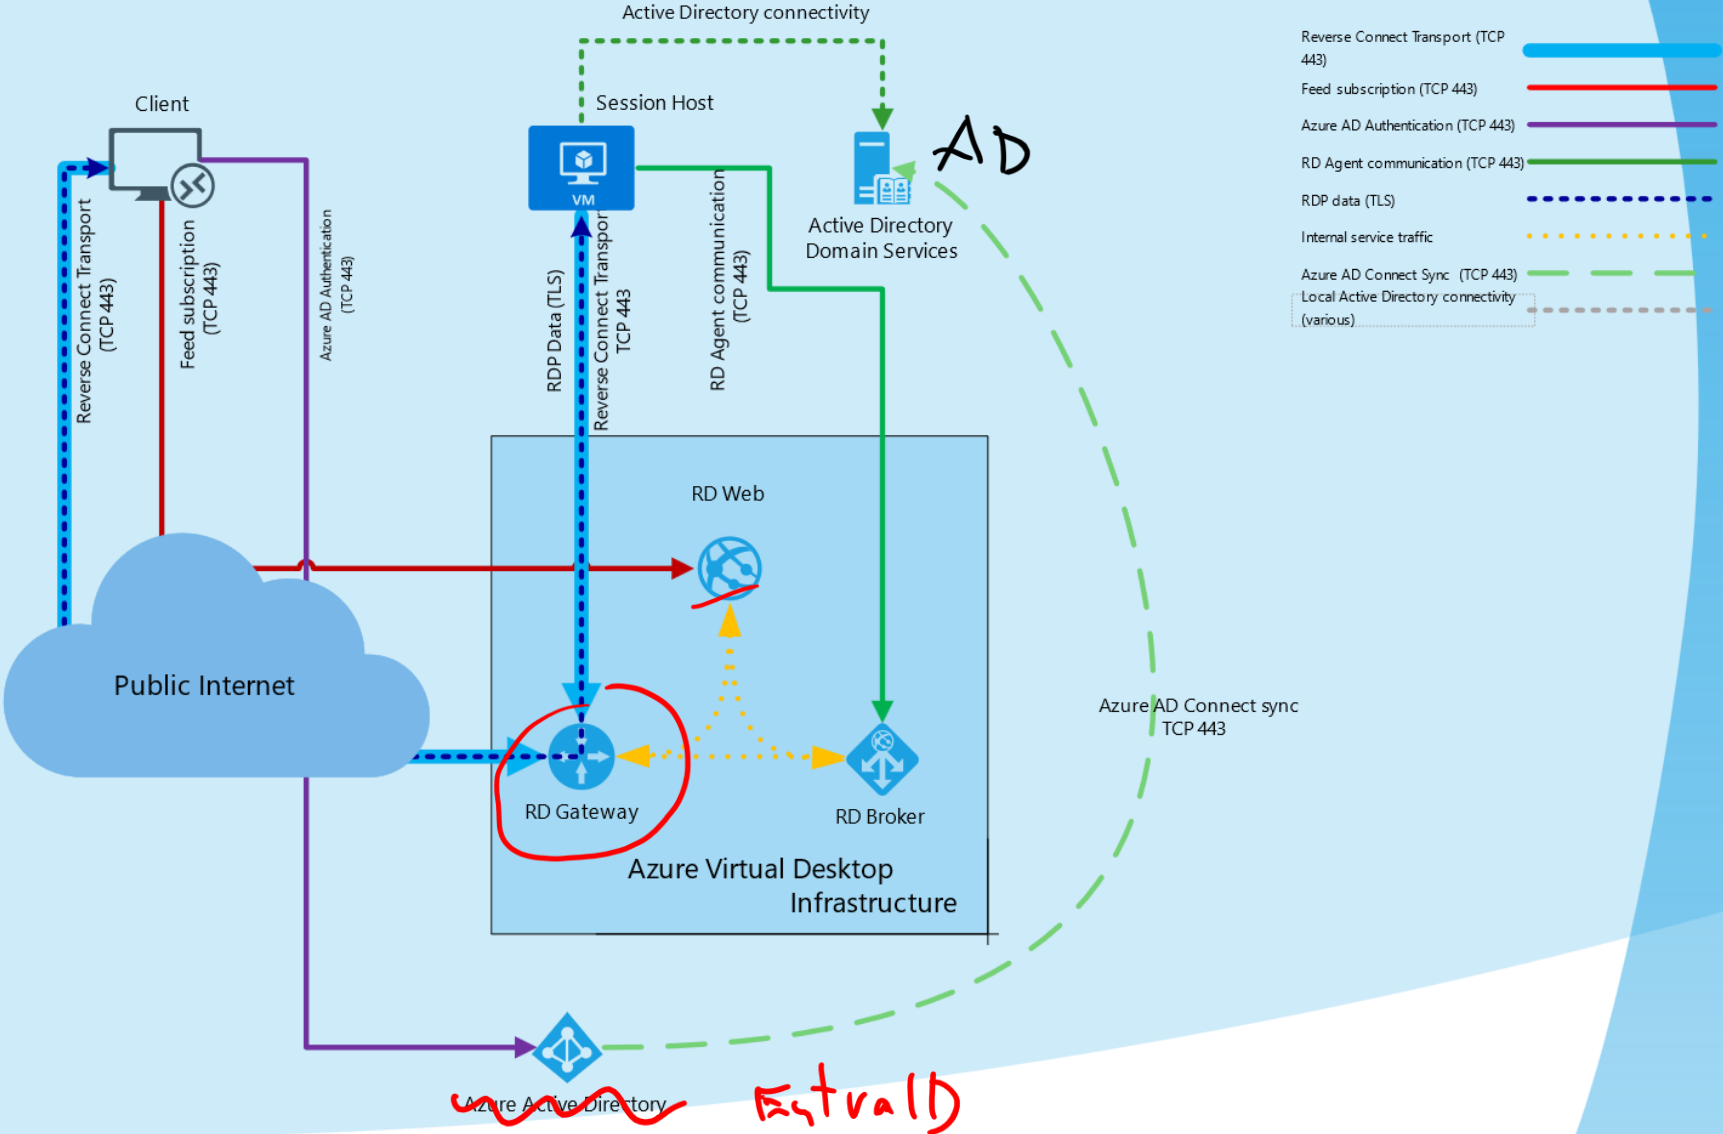 Active Directory connectivity
Client
Session Host
VM
AD
Active Directory
Domain Services
Reverse Connect Transport
(TCP 443)
Feed subscription
(TCP 443)
Azure AD Authentication
(TCP 443)
RDP Data (TLS)
Reverse Connect Transport
TCP 443
RD Agent communication
(TCP 443)
Reverse Connect Transport (TCP
443)
Feed subscription (TCP 443)
Azure AD Authentication (TCP 443)
RD Agent communication (TCP 443)
RDP data (TLS)
Internal service traffic
Azure AD Connect Sync (TCP 443)
Local Active Directory connectivity
(various)
RD Web
Public Internet
RD Gateway
RD Broker
Azure Virtual Desktop
Infrastructure
Azure AD Connect sync
TCP 443
Azure Active Directory
Entra ID